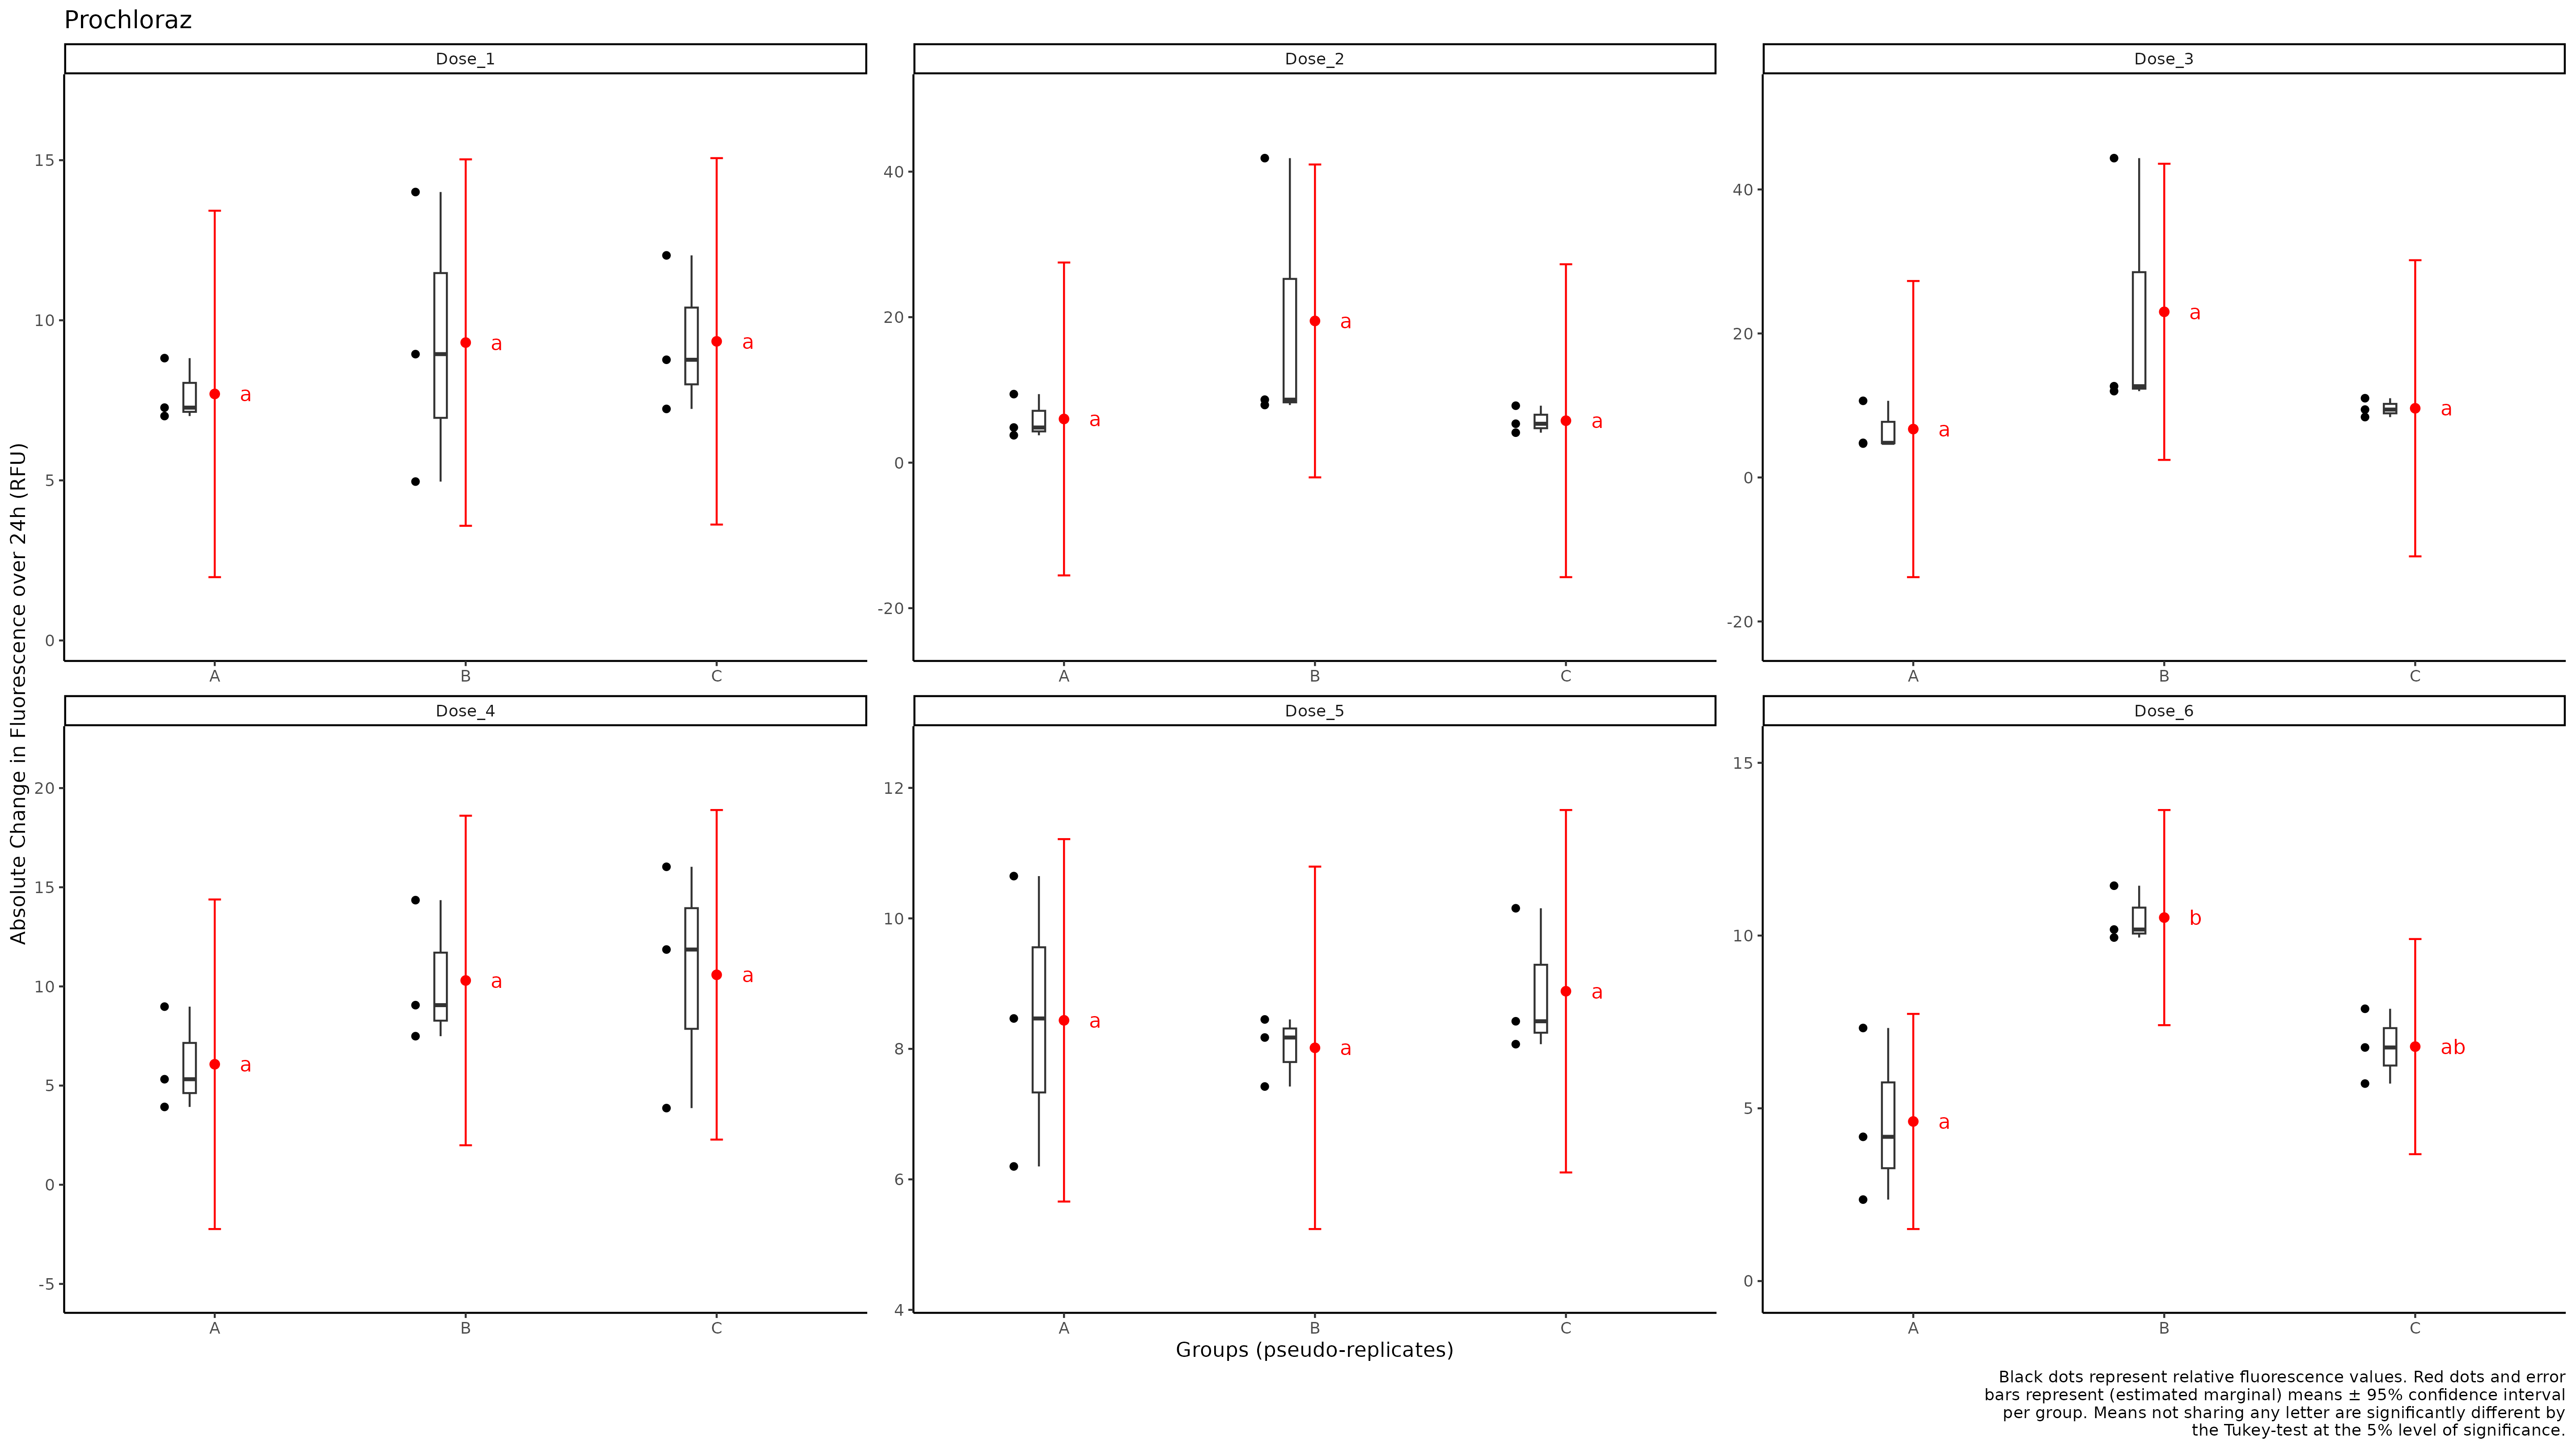 Prochloraz
Dose_1
Dose_2
Dose_3
Absolute Change in Fluorescence over 24h (RFU)
15
10
5
0
a
a
a
A
B
C
40
20
0
-20
a
a
a
A
B
C
40
20
0
-20
a
a
a
A
B
C
Dose_4
Dose_5
Dose_6
20
15
10
5
0
-5
a
a
a
A
B
C
12
10
8
6
4
a
a
a
A
B
C
15
10
5
0
a
b
ab
A
B
C
Groups (pseudo-replicates)
Black dots represent relative fluorescence values. Red dots and error
bars represent (estimated marginal) means ± 95% confidence interval
per group. Means not sharing any letter are significantly different by
the Tukey-test at the 5% level of significance.